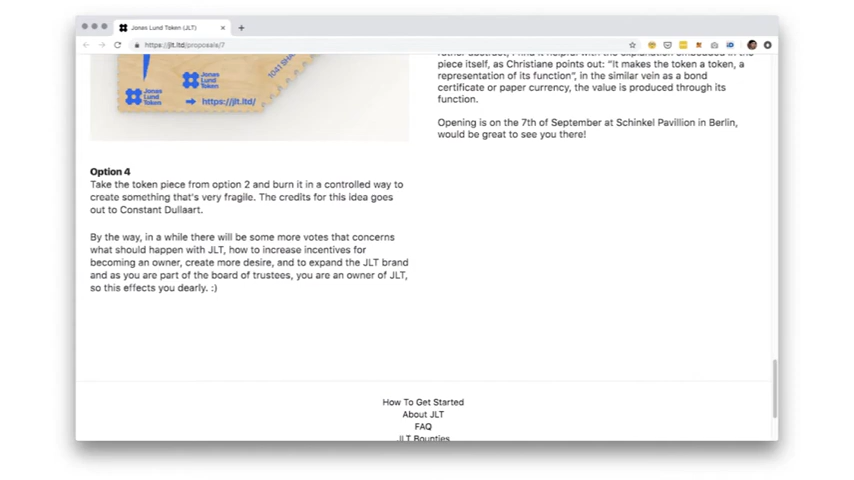 Jonas Lund Token (JLT)
https://jlt.ltd/proposals/7
Jonas
Lund
Token
Jonas
Lund
Token
https://jlt.ltd/
piece itself, as Christiane points out: "It makes the token a token, a
representation of its function", in the similar vein as a bond
certificate or paper currency, the value is produced through its
function.
Opening is on the 7th of September at Schinkel Pavillion in Berlin,
would be great to see you there!
Option 4
Take the token piece from option 2 and burn it in a controlled way to
create something that's very fragile. The credits for this idea goes
out to Constant Dullaart.
By the way, in a while there will be some more votes that concerns
what should happen with JLT, how to increase incentives for
becoming an owner, create more desire, and to expand the JLT brand
and as you are part of the board of trustees, you are an owner of JLT,
so this effects you dearly. :)
How To Get Started
About JLT
FAQ
JLT Bounties